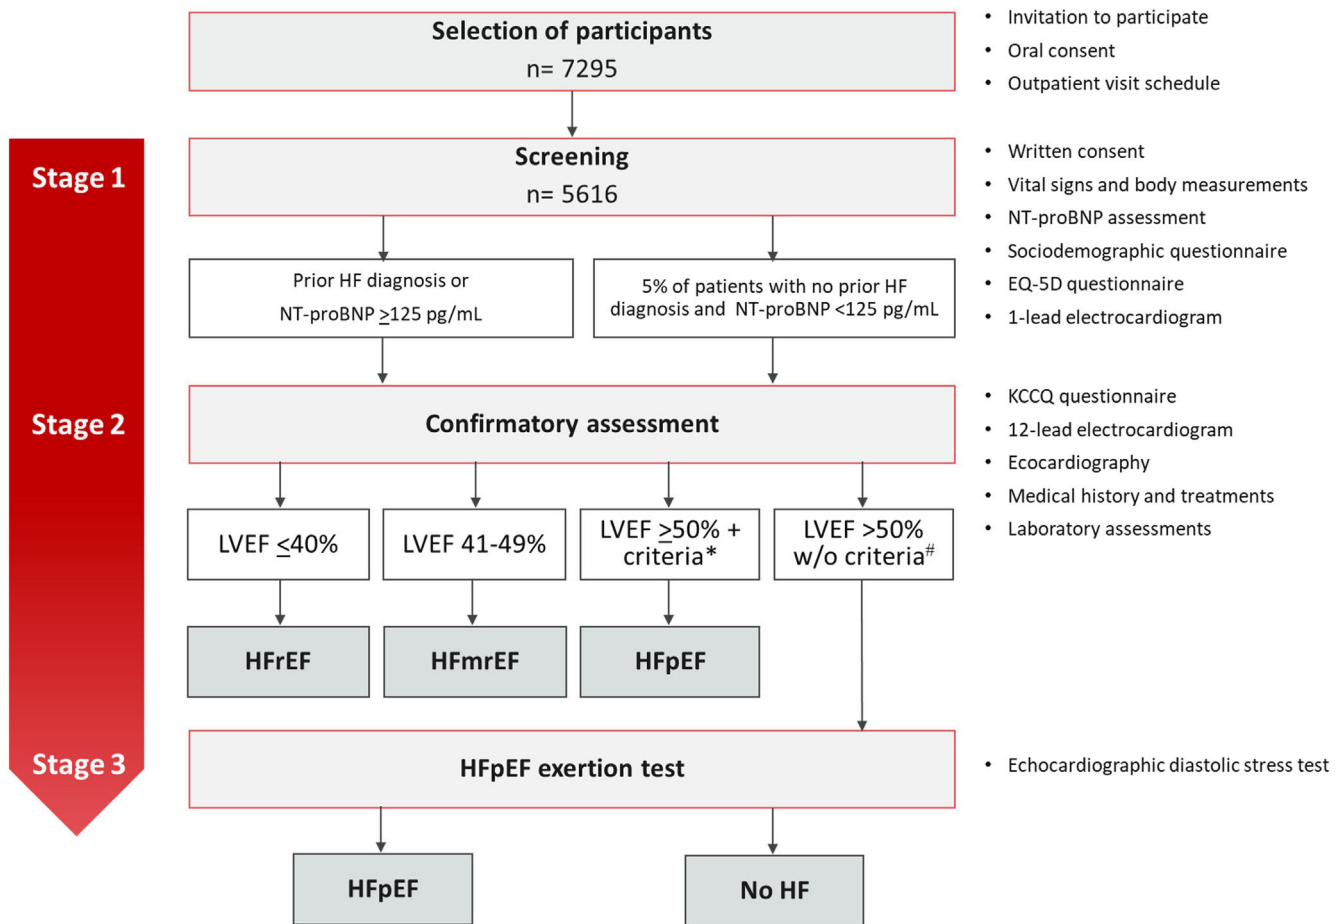 Selection of participants
n= 7295
• Invitation to participate
• Oral consent
• Outpatient visit schedule
Stage 1
Screening
n= 5616
• Written consent
• Vital signs and body measurements
• NT-proBNP assessment
• Sociodemographic questionnaire
• EQ-5D questionnaire
• 1-lead electrocardiogram
Prior HF diagnosis or
NT-proBNP ≥125 pg/mL
5% of patients with no prior HF
diagnosis and NT-proBNP <125 pg/mL
Stage 2
Confirmatory assessment
• KCCQ questionnaire
• 12-lead electrocardiogram
• Ecocardiography
• Medical history and treatments
• Laboratory assessments
LVEF ≤40%
LVEF 41-49%
LVEF ≥50% +
criteria*
LVEF >50%
w/o criteria#
HFrEF
HFmrEF
HFpEF
Stage 3
HFpEF exertion test
• Echocardiographic diastolic stress test
HFpEF
No HF